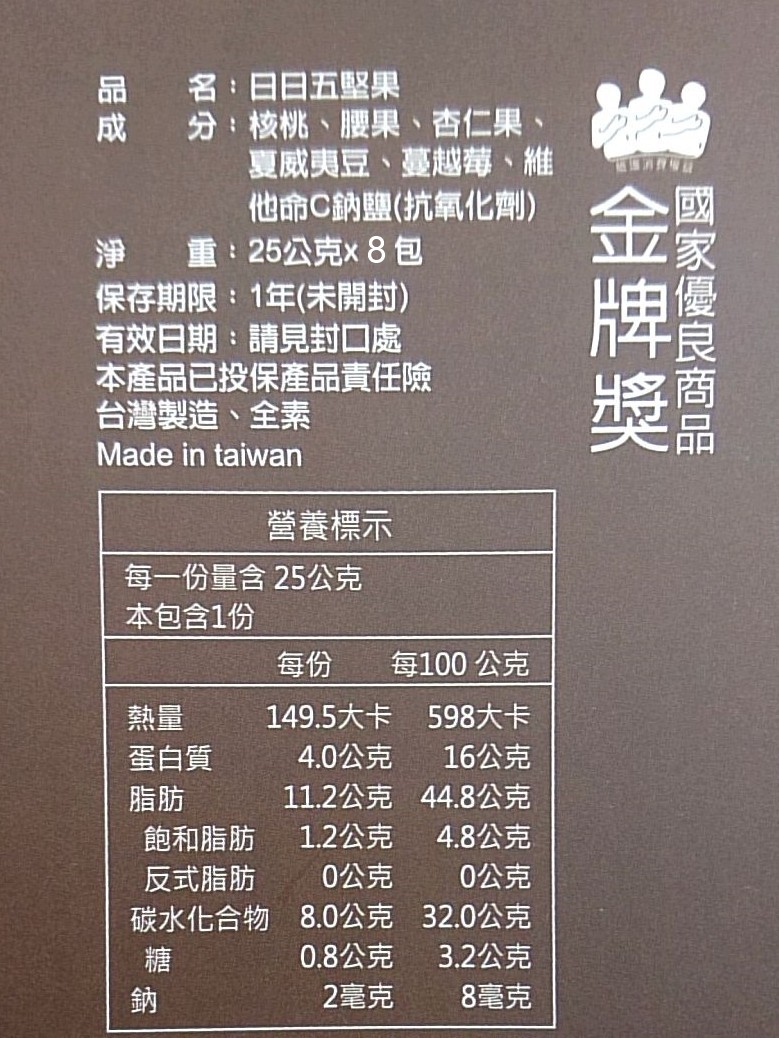 品名：日日五堅果
成分：核桃、腰果、杏仁果、
夏威夷豆、蔓越莓、維
他命C鈉鹽(抗氧化劑)
淨重：25公克x 8 包
保存期限：1年(未開封)
有效日期：請見封口處
本產品已投保產品責任險
台灣製造、全素
Made in taiwan
國家優良商品
金牌獎
營養標示
每一份量含 25公克
本包含1份
每份 每100 公克
熱量 149.5大卡 598大卡
蛋白質 4.0公克 16公克
脂肪 11.2公克 44.8公克
飽和脂肪 1.2公克 4.8公克
反式脂肪 0公克 0公克
碳水化合物 8.0公克 32.0公克
糖 0.8公克 3.2公克
鈉 2毫克 8毫克